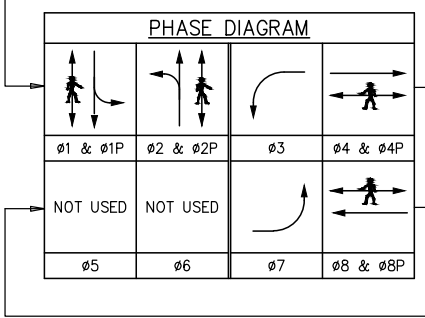 PHASE DIAGRAM
ø1 & ø1P ø2 & ø2P ø3 ø4 & ø4P
NOT USED NOT USED
ø5 ø6 ø7 ø8 & ø8P